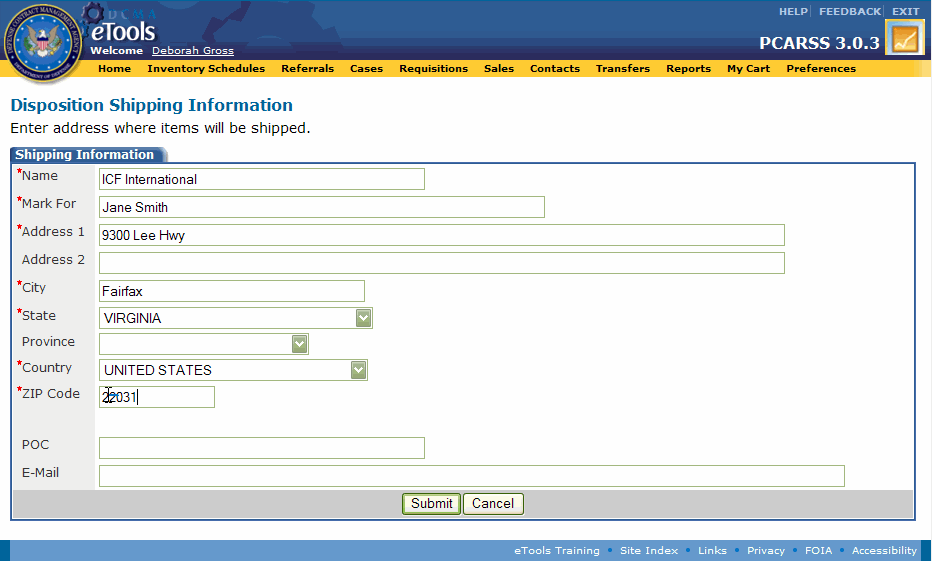 HELP FEEDBACK EXIT
DCMA
eTools
Welcome Deborah Gross
PCARSS 3.0.3
Home Inventory Schedules Referrals Cases Requisitions Sales Contacts Transfers Reports My Cart Preferences
Disposition Shipping Information
Enter address where items will be shipped.
Shipping Information
*Name ICF International
*Mark For Jane Smith
*Address 1 9300 Lee Hwy
Address 2
*City Fairfax
*State VIRGINIA
Province
*Country UNITED STATES
*ZIP Code 22031
POC
E-Mail
Submit Cancel
eTools Training • Site Index • Links • Privacy • FOIA • Accessibility